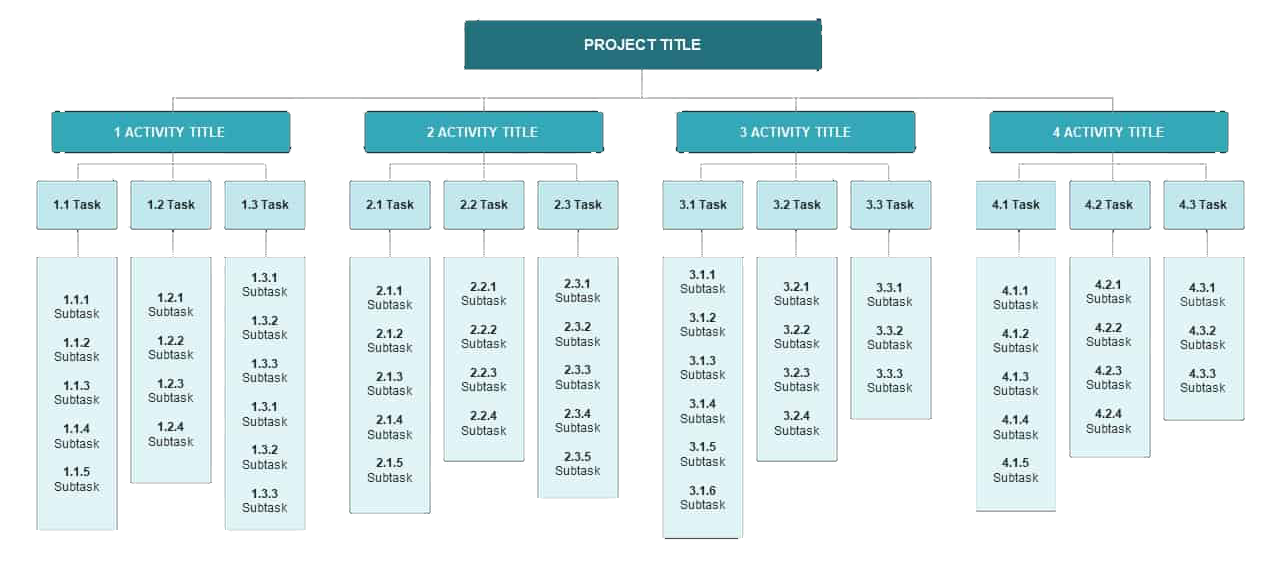 PROJECT TITLE
1 ACTIVITY TITLE
2 ACTIVITY TITLE
3 ACTIVITY TITLE
4 ACTIVITY TITLE
1.1 Task
1.2 Task
1.3 Task
2.1 Task
2.2 Task
2.3 Task
3.1 Task
3.2 Task
3.3 Task
4.1 Task
4.2 Task
4.3 Task
1.1.1
Subtask
1.1.2
Subtask
1.1.3
Subtask
1.1.4
Subtask
1.1.5
Subtask
1.2.1
Subtask
1.2.2
Subtask
1.2.3
Subtask
1.2.4
Subtask
1.3.1
Subtask
1.3.2
Subtask
1.3.3
Subtask
1.3.1
Subtask
1.3.2
Subtask
1.3.3
Subtask
2.1.1
Subtask
2.1.2
Subtask
2.1.3
Subtask
2.1.4
Subtask
2.1.5
Subtask
2.2.1
Subtask
2.2.2
Subtask
2.2.3
Subtask
2.2.4
Subtask
2.3.1
Subtask
2.3.2
Subtask
2.3.3
Subtask
2.3.4
Subtask
2.3.5
Subtask
3.1.1
Subtask
3.1.2
Subtask
3.1.3
Subtask
3.1.4
Subtask
3.1.5
Subtask
3.1.6
Subtask
3.2.1
Subtask
3.2.2
Subtask
3.2.3
Subtask
3.2.4
Subtask
3.3.1
Subtask
3.3.2
Subtask
3.3.3
Subtask
4.1.1
Subtask
4.1.2
Subtask
4.1.3
Subtask
4.1.4
Subtask
4.1.5
Subtask
4.2.1
Subtask
4.2.2
Subtask
4.2.3
Subtask
4.2.4
Subtask
4.3.1
Subtask
4.3.2
Subtask
4.3.3
Subtask